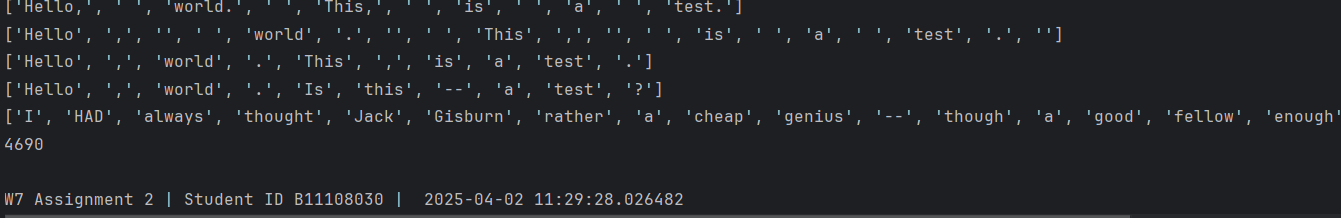 ['Hello,', ' ', 'world.', ' ', 'This,', ' ', 'is', ' ', 'a', ' ', 'test.']
['Hello', ',', '', ' ', 'world', '.', '', ' ', 'This', ',', '', ' ', 'is', ' ', 'a', ' ', 'test', '.', '']
['Hello', ',', 'world', '.', 'This', ',', 'is', 'a', 'test', '.']
['Hello', ',', 'world', '.', 'Is', 'this', '--', 'a', 'test', '?']
['I', 'HAD', 'always', 'thought', 'Jack', 'Gisburn', 'rather', 'a', 'cheap', 'genius', '--', 'though', 'a', 'good', 'fellow', 'enough'
4690
W7 Assignment 2 | Student ID B11108030 |  2025-04-02 11:29:28.026482